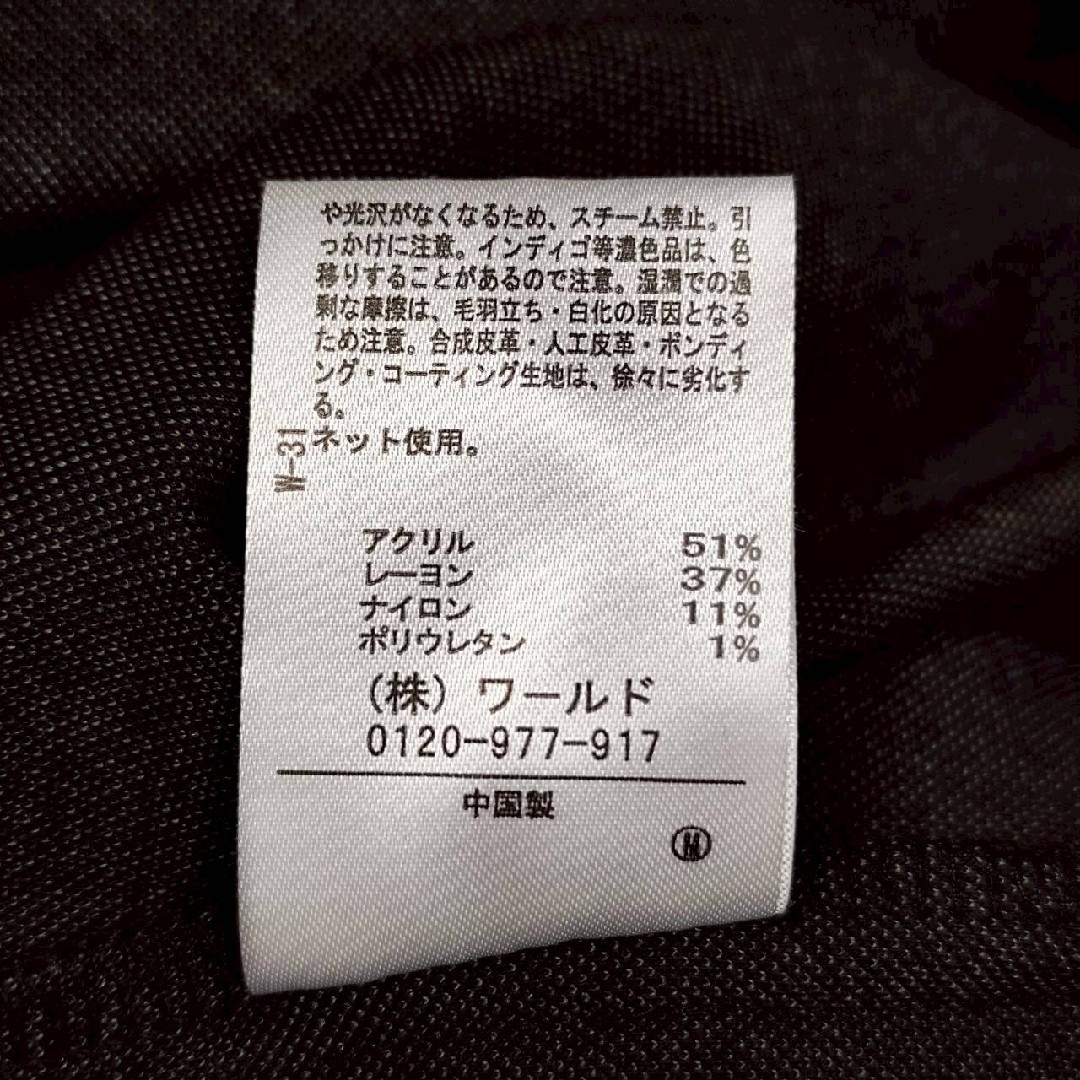 や光沢がなくなるため、スチーム禁止。引
っかけに注意。インディゴ等濃色品は、色
移りすることがあるので注意。湿潤での過
剰な摩擦は、毛羽立ち・白化の原因となる
ため注意。合成皮革・人工皮革・ボンディ
ング・コーティング生地は、徐々に劣化す
る。
ネット使用。
W-31
アクリル 51%
レーヨン 37%
ナイロン 11%
ポリウレタン 1%
(株) ワールド
0120-977-917
中国製
M